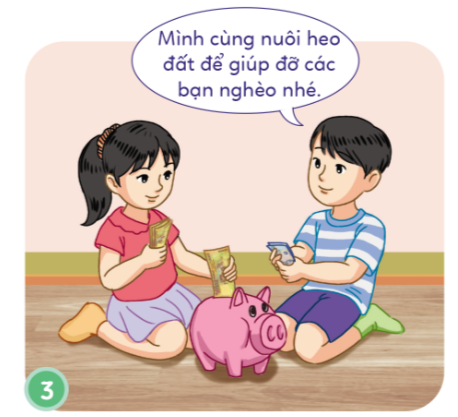 Mình cùng nuôi heo
đất để giúp đỡ các
bạn nghèo nhé.
3